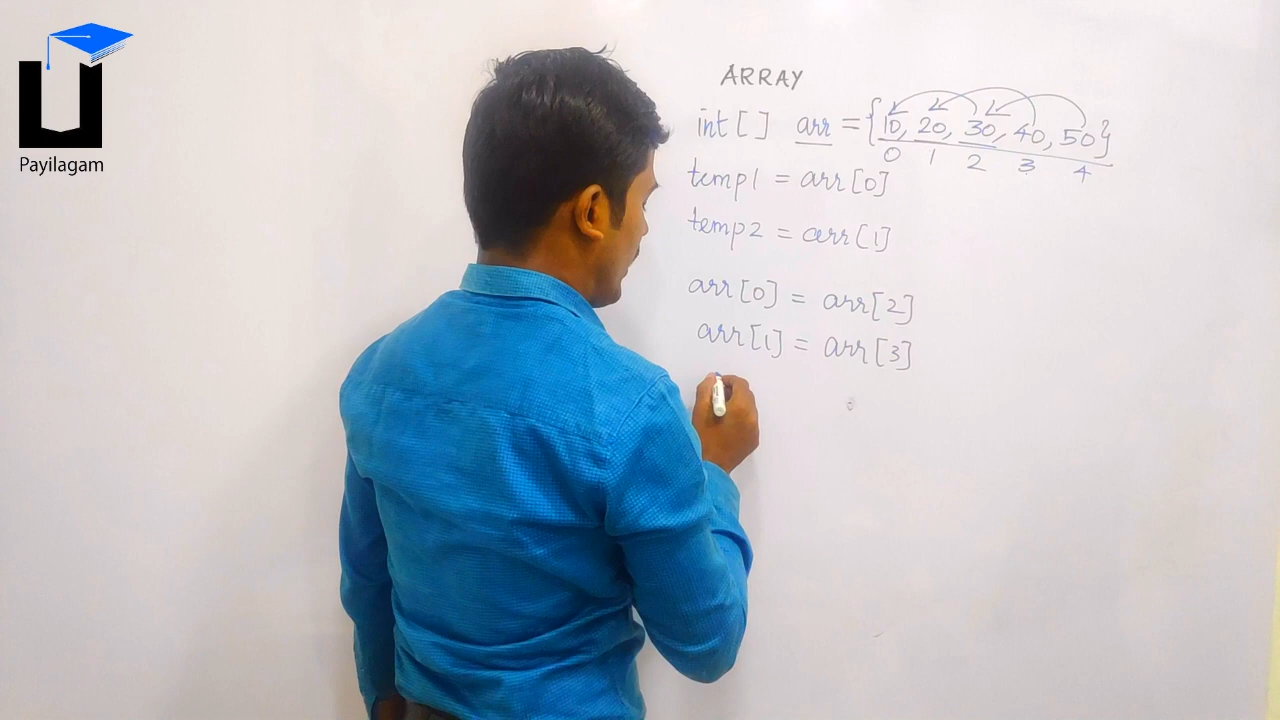 Payilagam
ARRAY
int[] arr = {10, 20, 30, 40, 50}
0 1 2 3 4
temp1 = arr[0]
temp2 = arr[1]
arr[0] = arr[2]
arr[1] = arr[3]